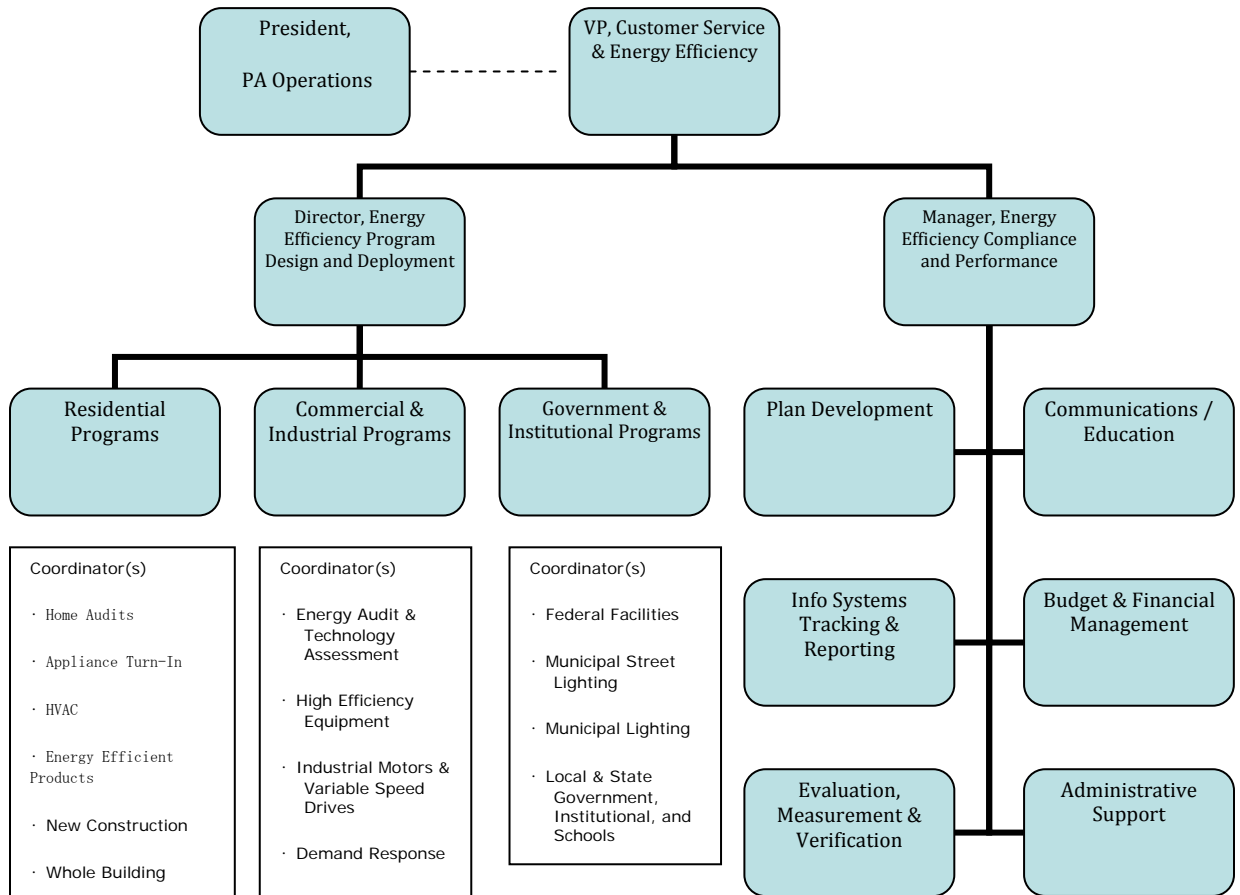 President,
PA Operations
VP, Customer Service
& Energy Efficiency
Director, Energy
Efficiency Program
Design and Deployment
Manager, Energy
Efficiency Compliance
and Performance
Residential
Programs
Commercial &
Industrial Programs
Government &
Institutional Programs
Plan Development
Communications /
Education
Coordinator(s)
· Home Audits
· Appliance Turn-In
· HVAC
· Energy Efficient
Products
· New Construction
· Whole Building
Coordinator(s)
· Energy Audit &
Technology
Assessment
· High Efficiency
Equipment
· Industrial Motors &
Variable Speed
Drives
· Demand Response
Coordinator(s)
· Federal Facilities
· Municipal Street
Lighting
· Municipal Lighting
· Local & State
Government,
Institutional, and
Schools
Info Systems
Tracking &
Reporting
Budget & Financial
Management
Evaluation,
Measurement &
Verification
Administrative
Support